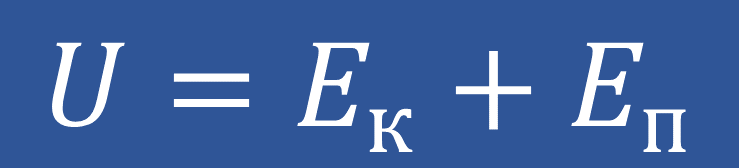 U = Eк + Eп